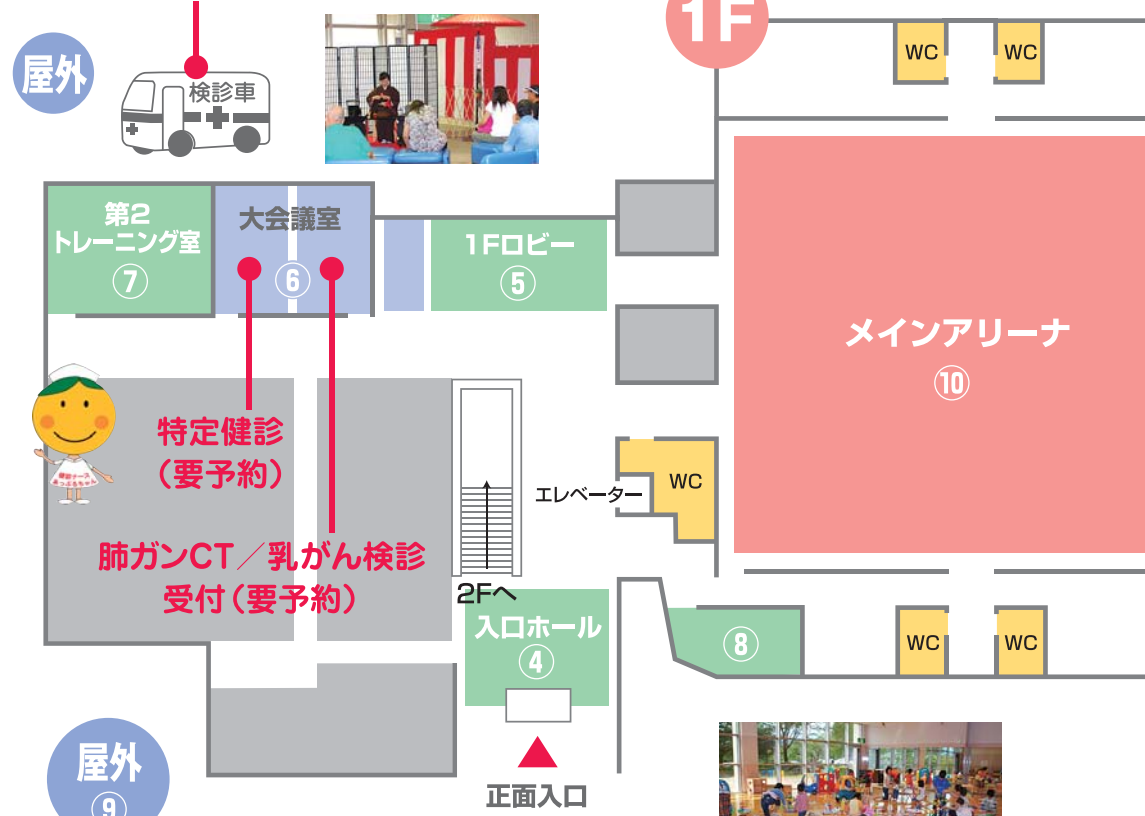 1F
屋外
検診車
WC
WC
第2
トレーニング室
⑦
大会議室
⑥
1Fロビー
⑤
メインアリーナ
⑩
特定健診
（要予約）
エレベーター
WC
肺ガンCT／乳がん検診
受付（要予約）
2Fへ
入口ホール
④
⑧
WC
WC
屋外
⑨
正面入口